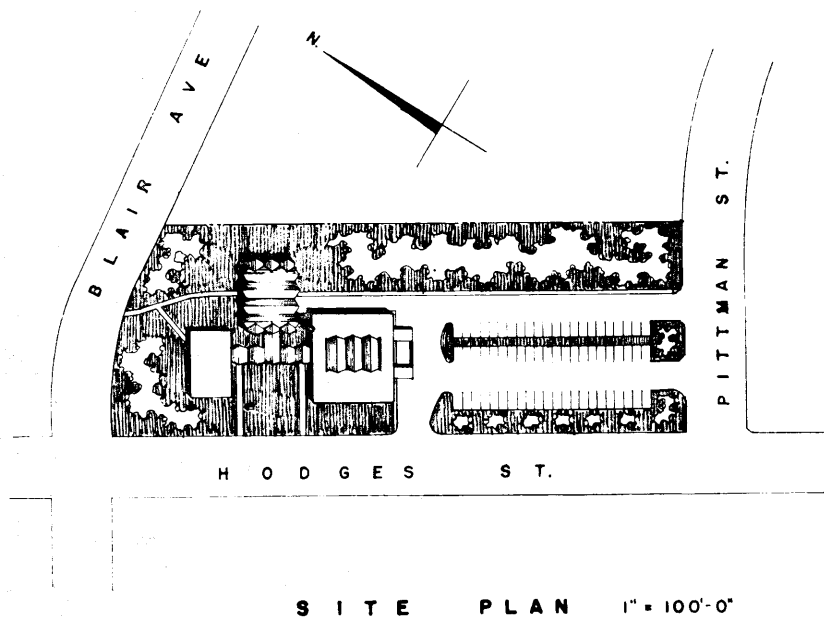 N.
BLAIR AVE
PITTMAN ST.
HODGES ST.
SITE PLAN 1" = 100'-0"